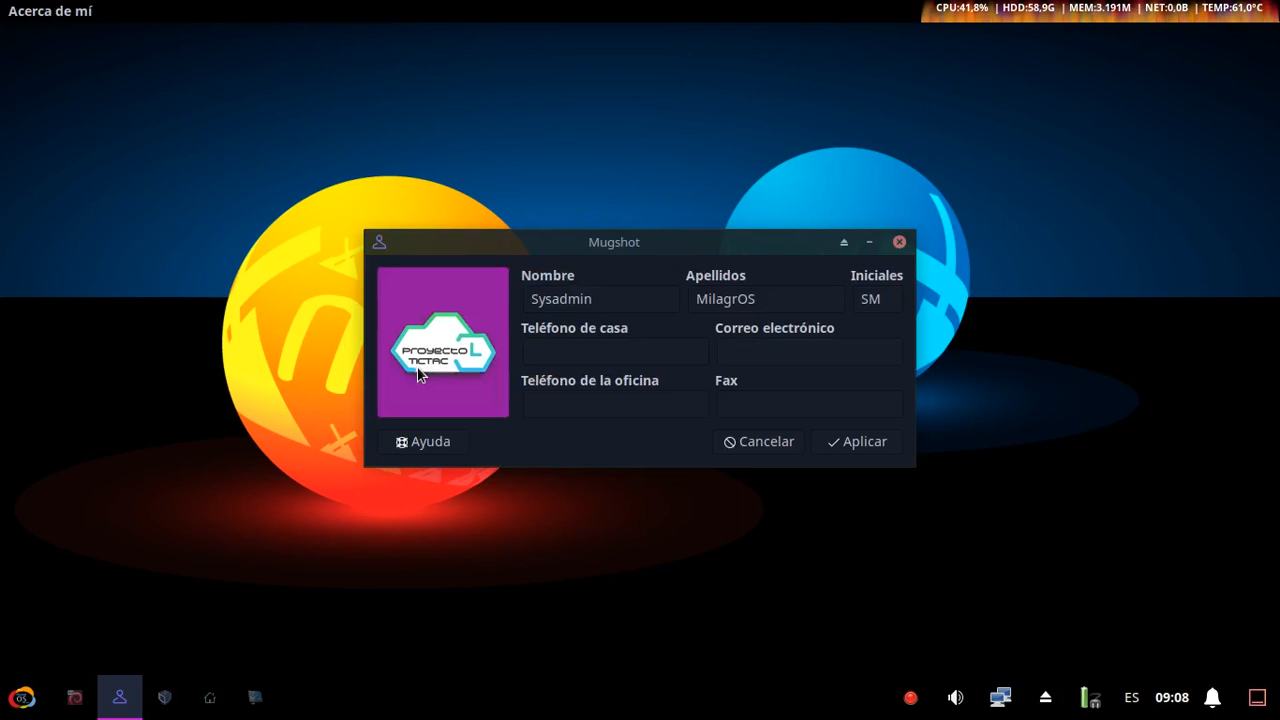 Acerca de mí
CPU:41,8% | HDD:58,9G | MEM:3.191M | NET:0,0B | TEMP:61,0°C
Mugshot
Nombre Apellidos Iniciales
Sysadmin MilagrOS SM
Teléfono de casa Correo electrónico
Proyecto
TICTAC
Teléfono de la oficina Fax
Ayuda Cancelar Aplicar
OS ES 09:08